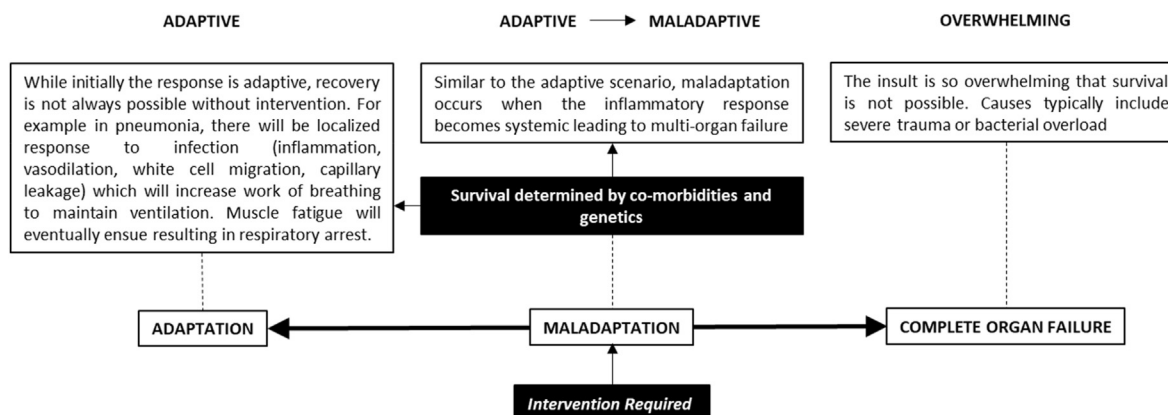 ADAPTIVE
ADAPTIVE MALADAPTIVE
OVERWHELMING
While initially the response is adaptive, recovery
is not always possible without intervention. For
example in pneumonia, there will be localized
response to infection (inflammation,
vasodilation, white cell migration, capillary
leakage) which will increase work of breathing
to maintain ventilation. Muscle fatigue will
eventually ensue resulting in respiratory arrest.
Similar to the adaptive scenario, maladaptation
occurs when the inflammatory response
becomes systemic leading to multi-organ failure
The insult is so overwhelming that survival
is not possible. Causes typically include
severe trauma or bacterial overload
Survival determined by co-morbidities and
genetics
ADAPTATION
MALADAPTATION
COMPLETE ORGAN FAILURE
Intervention Required